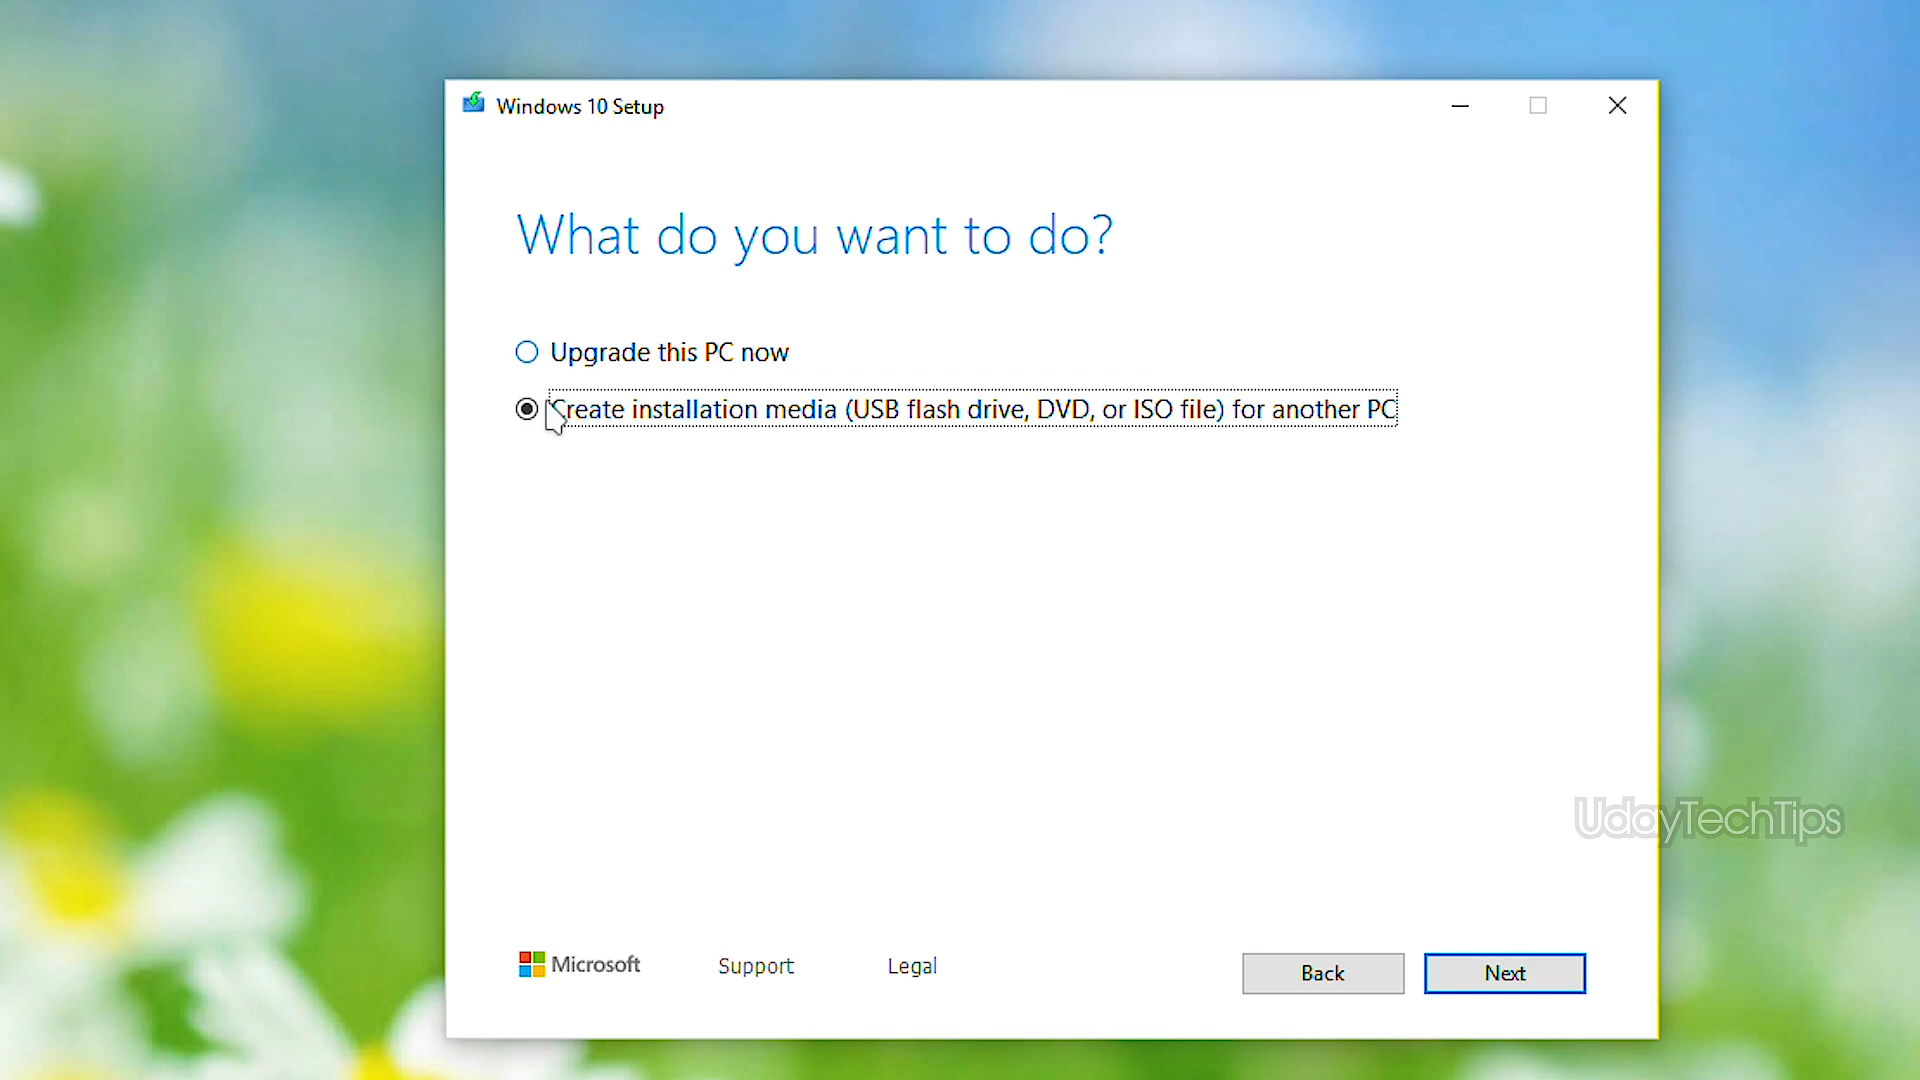 Windows 10 Setup
What do you want to do?
Upgrade this PC now
Create installation media (USB flash drive, DVD, or ISO file) for another PC
UdayTechTips
Microsoft Support Legal Back Next